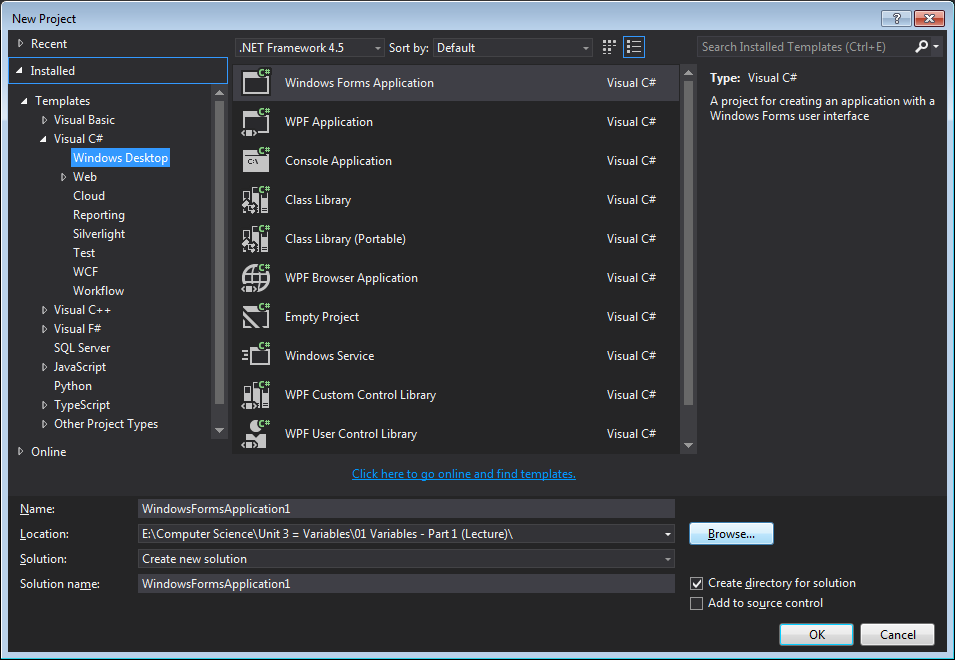 New Project
Recent
Installed
Templates
Visual Basic
Visual C#
Windows Desktop
Web
Cloud
Reporting
Silverlight
Test
WCF
Workflow
Visual C++
Visual F#
SQL Server
JavaScript
Python
TypeScript
Other Project Types
Online
.NET Framework 4.5 Sort by: Default
Windows Forms Application Visual C#
WPF Application Visual C#
Console Application Visual C#
Class Library Visual C#
Class Library (Portable) Visual C#
WPF Browser Application Visual C#
Empty Project Visual C#
Windows Service Visual C#
WPF Custom Control Library Visual C#
WPF User Control Library Visual C#
Click here to go online and find templates.
Search Installed Templates (Ctrl+E)
Type: Visual C#
A project for creating an application with a
Windows Forms user interface
Name: WindowsFormsApplication1
Location: E:\Computer Science\Unit 3 = Variables\01 Variables - Part 1 (Lecture)\ Browse...
Solution: Create new solution
Solution name: WindowsFormsApplication1
Create directory for solution
Add to source control
OK Cancel